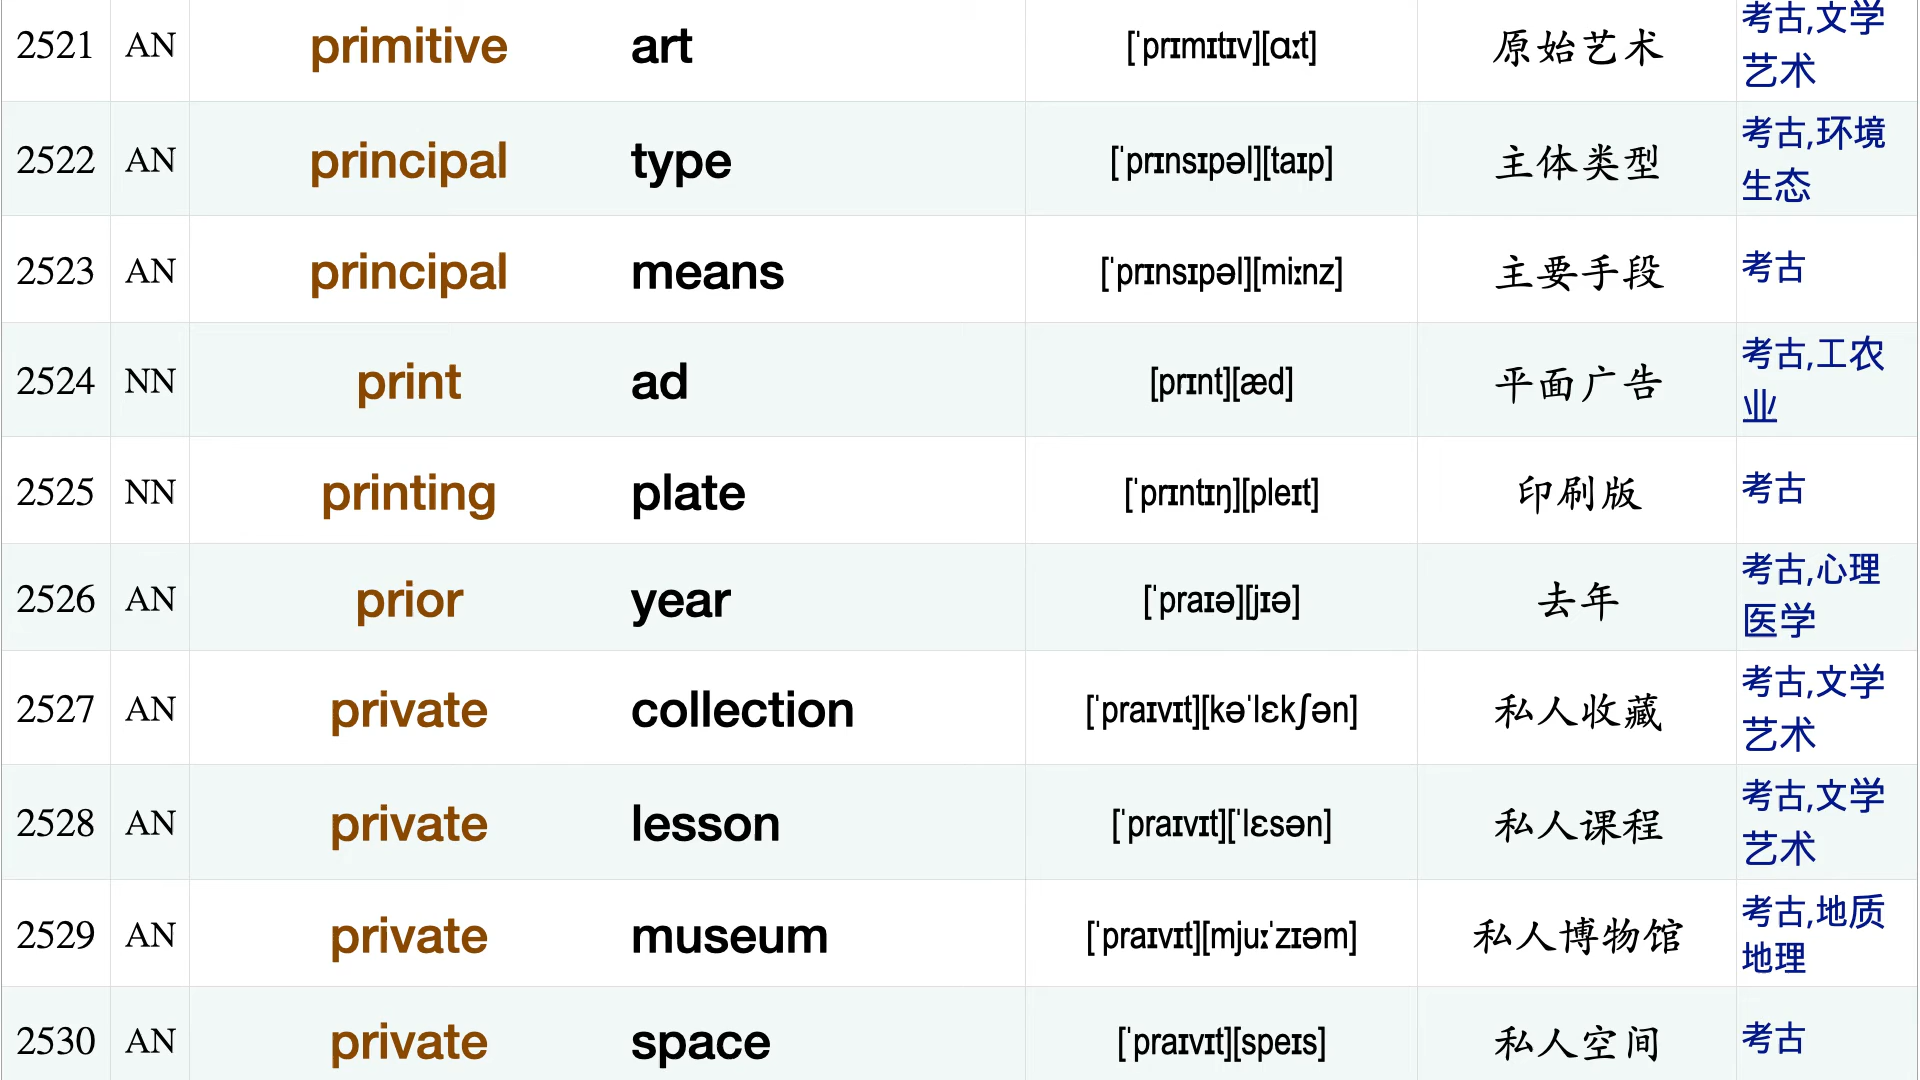 2521 AN primitive art [ˈprɪmɪtɪv][ɑːt] 原始艺术 考古,文学
艺术
2522 AN principal type [ˈprɪnsɪpəl][taɪp] 主体类型 考古,环境
生态
2523 AN principal means [ˈprɪnsɪpəl][miːnz] 主要手段 考古
2524 NN print ad [prɪnt][æd] 平面广告 考古,工农
业
2525 NN printing plate [ˈprɪntɪŋ][pleɪt] 印刷版 考古
2526 AN prior year [ˈpraɪə][jɪə] 去年 考古,心理
医学
2527 AN private collection [ˈpraɪvɪt][kəˈlɛkʃən] 私人收藏 考古,文学
艺术
2528 AN private lesson [ˈpraɪvɪt][ˈlɛsən] 私人课程 考古,文学
艺术
2529 AN private museum [ˈpraɪvɪt][mjuːˈzɪəm] 私人博物馆 考古,地质
地理
2530 AN private space [ˈpraɪvɪt][speɪs] 私人空间 考古